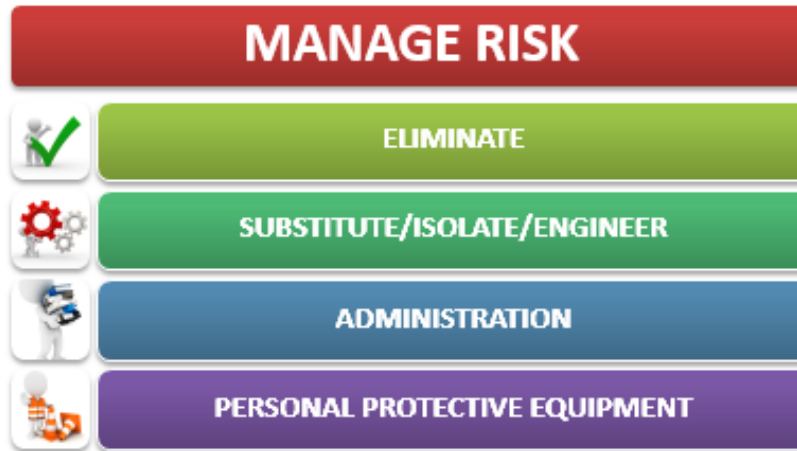 MANAGE RISK
ELIMINATE
SUBSTITUTE/ISOLATE/ENGINEER
ADMINISTRATION
PERSONAL PROTECTIVE EQUIPMENT